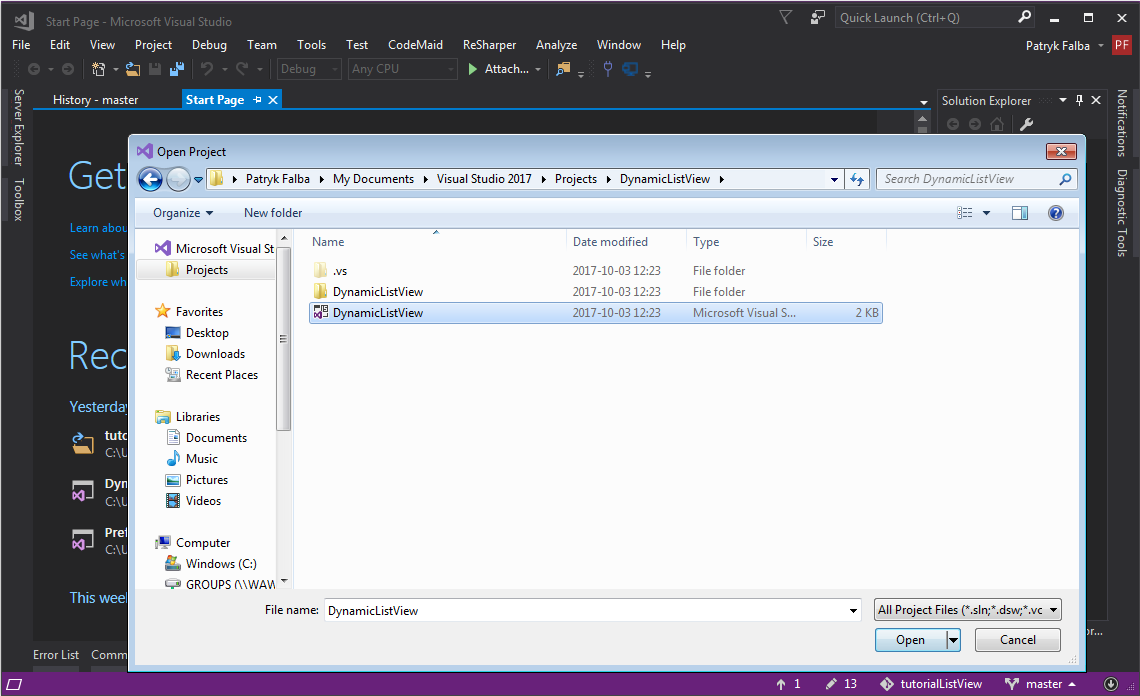 Start Page - Microsoft Visual Studio
Quick Launch (Ctrl+Q)
File Edit View Project Debug Team Tools Test CodeMaid ReSharper Analyze Window Help
Patryk Falba PF
Debug Any CPU Attach...
Server Explorer
Toolbox
History - master
Start Page
Solution Explorer
Notifications
Diagnostic Tools
Get
Learn abou
See what's
Explore wh
Rec
Yesterday
tuto
C:\U
Dyn
C:\U
Pref
C:\U
This week
Open Project
Patryk Falba My Documents Visual Studio 2017 Projects DynamicListView
Search DynamicListView
Organize New folder
Microsoft Visual St
Projects
Favorites
Desktop
Downloads
Recent Places
Libraries
Documents
Music
Pictures
Videos
Computer
Windows (C:)
GROUPS (\\WAW
Name Date modified Type Size
.vs 2017-10-03 12:23 File folder
DynamicListView 2017-10-03 12:23 File folder
DynamicListView 2017-10-03 12:23 Microsoft Visual S... 2 KB
File name: DynamicListView
All Project Files (*.sln;*.dsw;*.vc
Open Cancel
Error List Comm
1 13 tutorialListView master